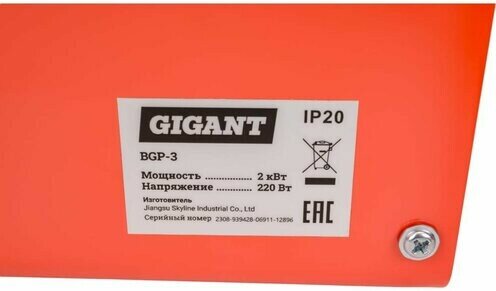 GIGANT
IP20
BGP-3
Мощность 2 кВт
Напряжение 220 Вт
Изготовитель
Jiangsu Skyline Industrial Co., Ltd
Серийный номер 2308-939428-06911-12896
EAC